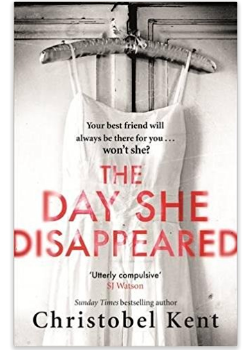 Your best friend will
always be there for you . . .
won't she?
THE
DAY SHE
DISAPPEARED
'Utterly compulsive'
SJ Watson
Sunday Times bestselling author
Christobel Kent